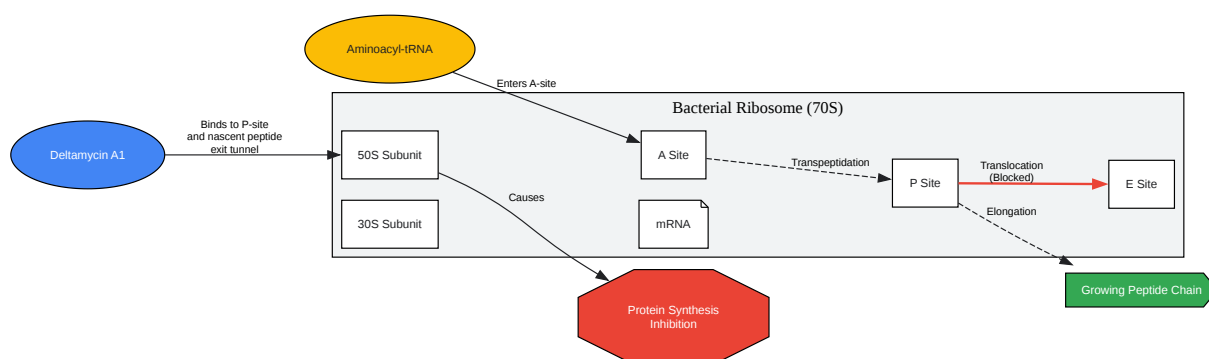 Aminoacyl-tRNA
Enters A-site
Bacterial Ribosome (70S)
Binds to P-site
and nascent peptide
exit tunnel
Deltamycin A1
50S Subunit
A Site
Transpeptidation
P Site
Translocation
(Blocked)
E Site
Causes
30S Subunit
mRNA
Elongation
Growing Peptide Chain
Protein Synthesis
Inhibition